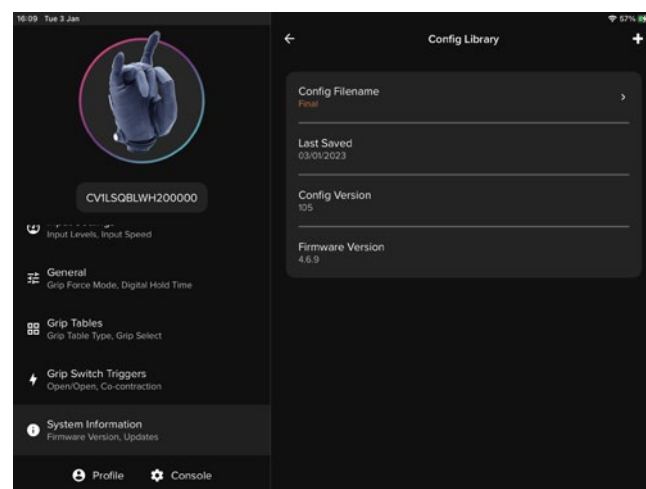 16:09 Tue 3 Jan
57%
CV1LSQBLWH200000
Input Settings
Input Levels, Input Speed
General
Grip Force Mode, Digital Hold Time
Grip Tables
Grip Table Type, Grip Select
Grip Switch Triggers
Open/Open, Co-contraction
System Information
Firmware Version, Updates
Profile
Console
Config Library
Config Filename
Final
Last Saved
03/01/2023
Config Version
105
Firmware Version
4.6.9